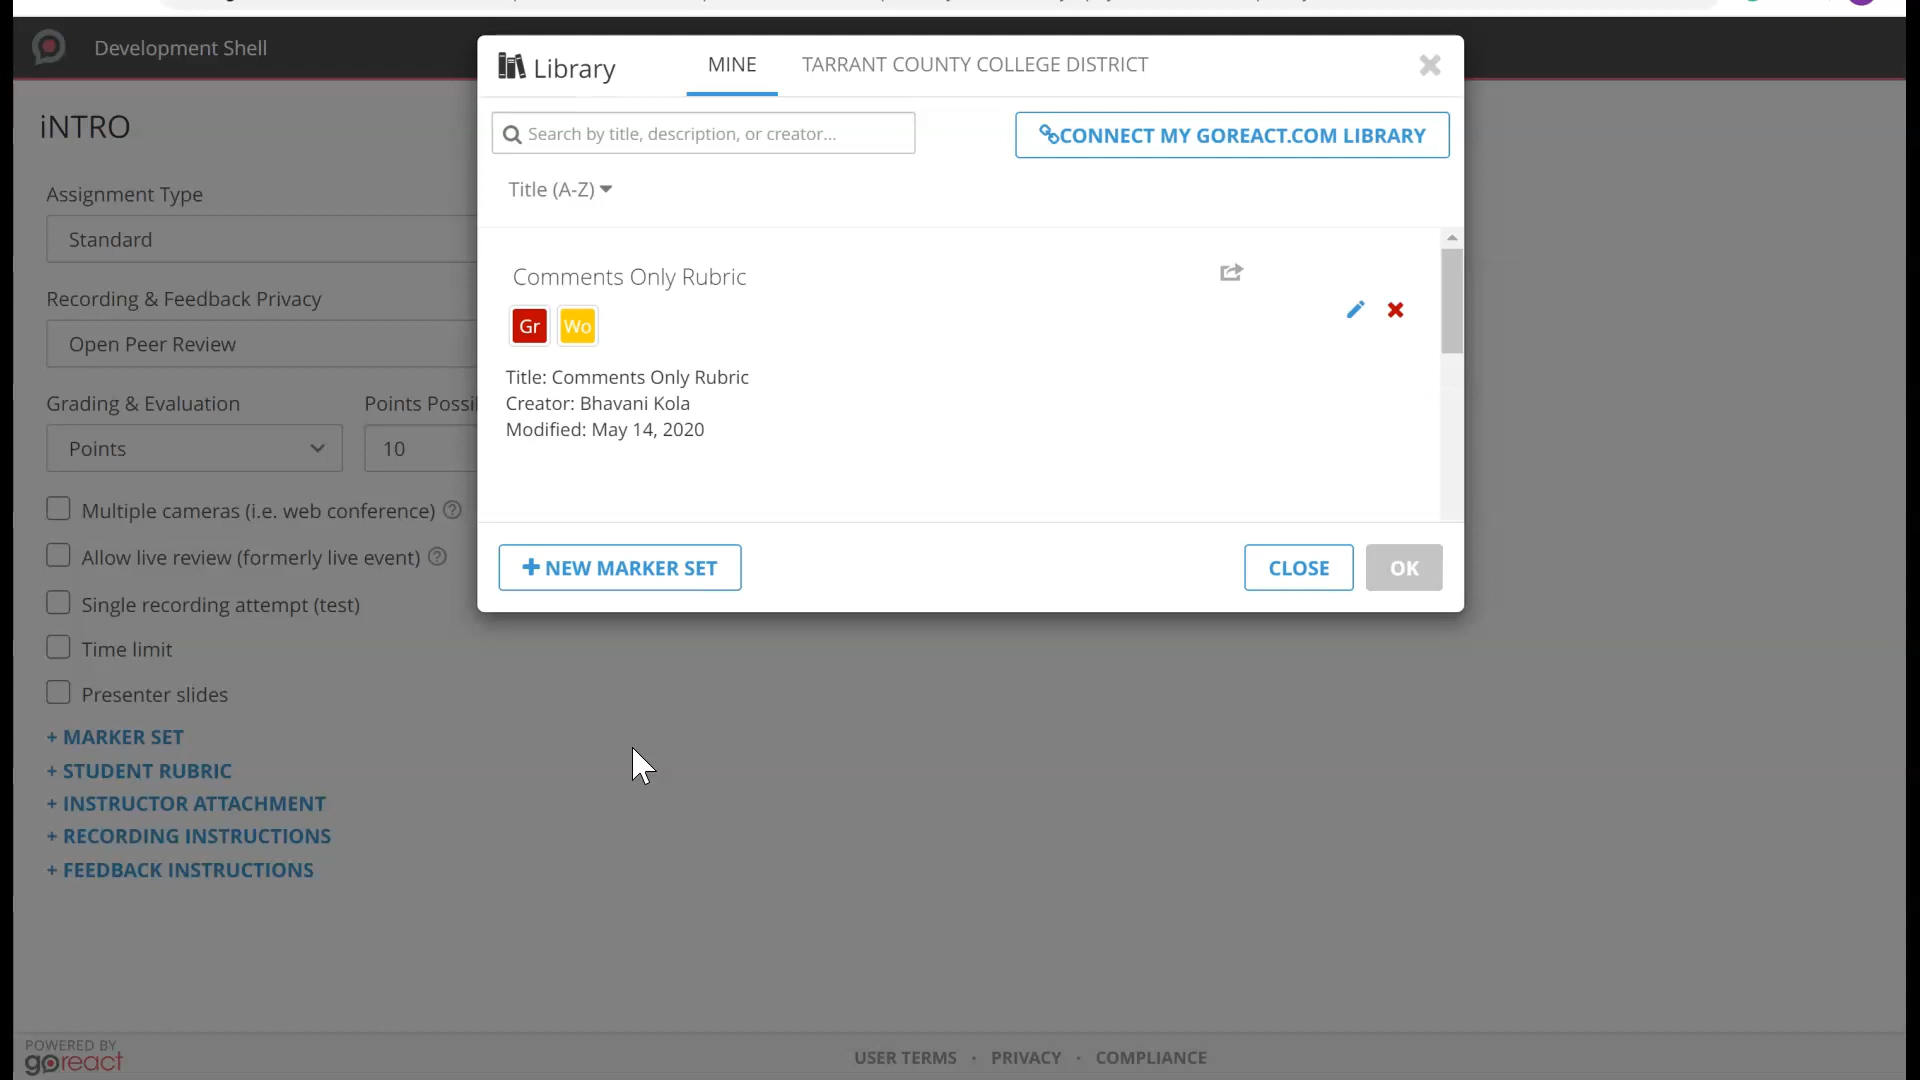 Development Shell
Library
MINE
TARRANT COUNTY COLLEGE DISTRICT
Search by title, description, or creator...
CONNECT MY GOREACT.COM LIBRARY
Title (A-Z)
Comments Only Rubric
Gr
Wo
Title: Comments Only Rubric
Creator: Bhavani Kola
Modified: May 14, 2020
NEW MARKER SET
CLOSE
OK
iNTRO
Assignment Type
Standard
Recording & Feedback Privacy
Open Peer Review
Grading & Evaluation
Points
10
Multiple cameras (i.e. web conference)
Allow live review (formerly live event)
Single recording attempt (test)
Time limit
Presenter slides
+ MARKER SET
+ STUDENT RUBRIC
+ INSTRUCTOR ATTACHMENT
+ RECORDING INSTRUCTIONS
+ FEEDBACK INSTRUCTIONS
POWERED BY
goreact
USER TERMS · PRIVACY · COMPLIANCE